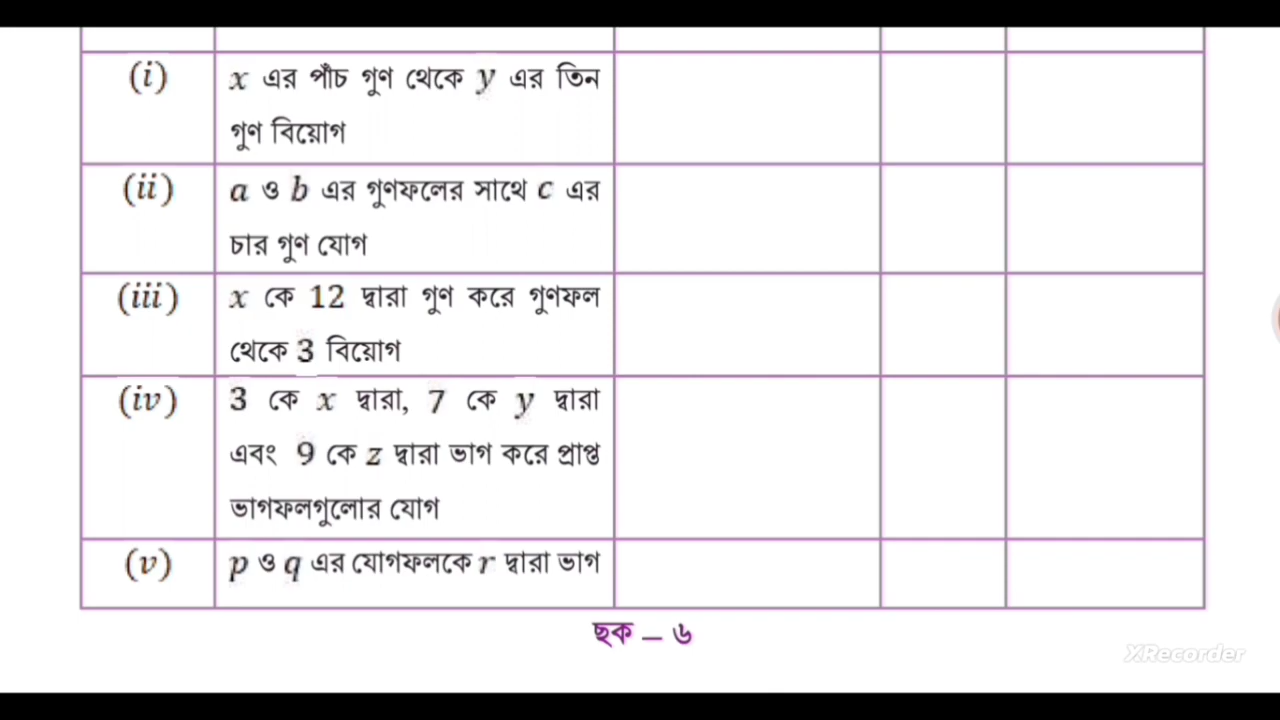 (i) x এর পাঁচ গুণ থেকে y এর তিন
গুণ বিয়োগ
(ii) a ও b এর গুণফলের সাথে c এর
চার গুণ যোগ
(iii) x কে 12 দ্বারা গুণ করে গুণফল
থেকে 3 বিয়োগ
(iv) 3 কে x দ্বারা, 7 কে y দ্বারা
এবং 9 কে z দ্বারা ভাগ করে প্রাপ্ত
ভাগফলগুলোর যোগ
(v) p ও q এর যোগফলকে r দ্বারা ভাগ
ছক – ৬
XRecorder